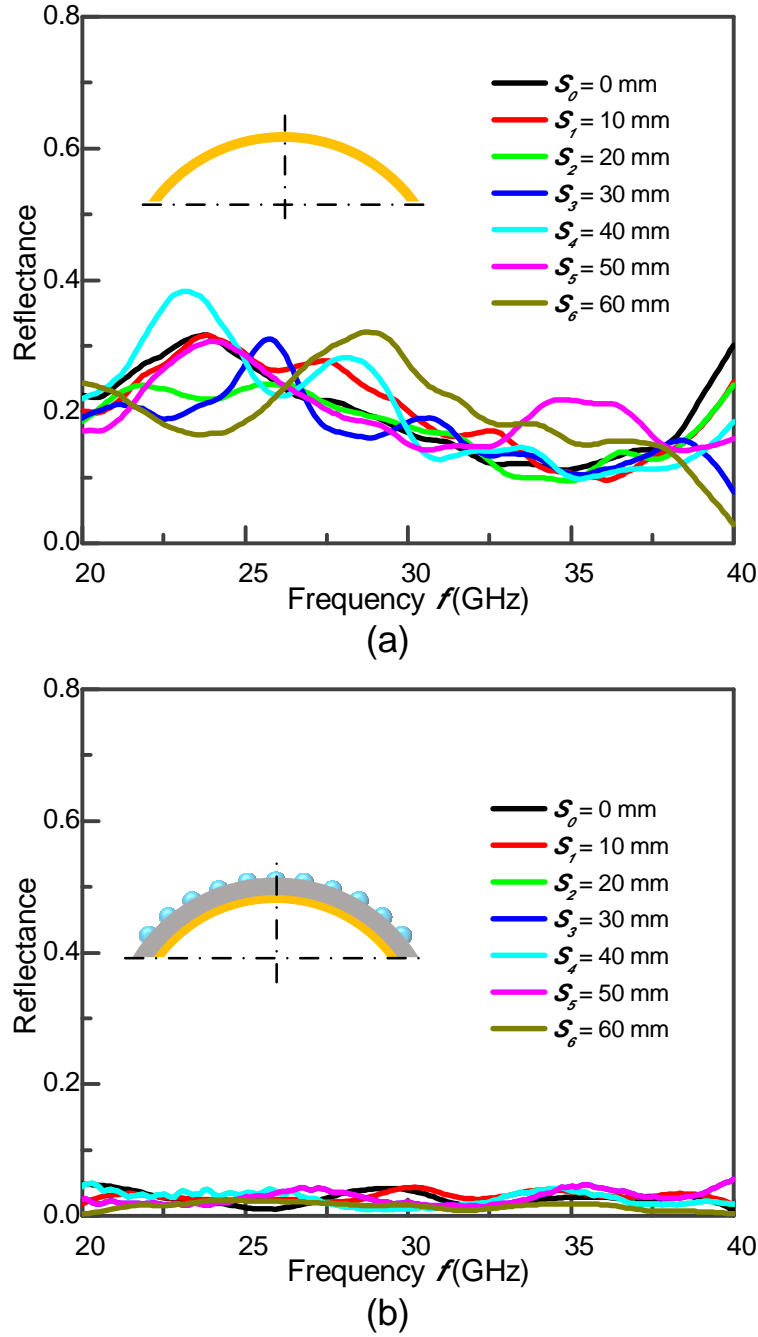 0.8
0.6
0.4
0.2
0.0
Reflectance
S0 = 0 mm
S1 = 10 mm
S2 = 20 mm
S3 = 30 mm
S4 = 40 mm
S5 = 50 mm
S6 = 60 mm
20 25 30 35 40
Frequency f (GHz)
(a)
0.8
0.6
0.4
0.2
0.0
Reflectance
S0 = 0 mm
S1 = 10 mm
S2 = 20 mm
S3 = 30 mm
S4 = 40 mm
S5 = 50 mm
S6 = 60 mm
20 25 30 35 40
Frequency f (GHz)
(b)